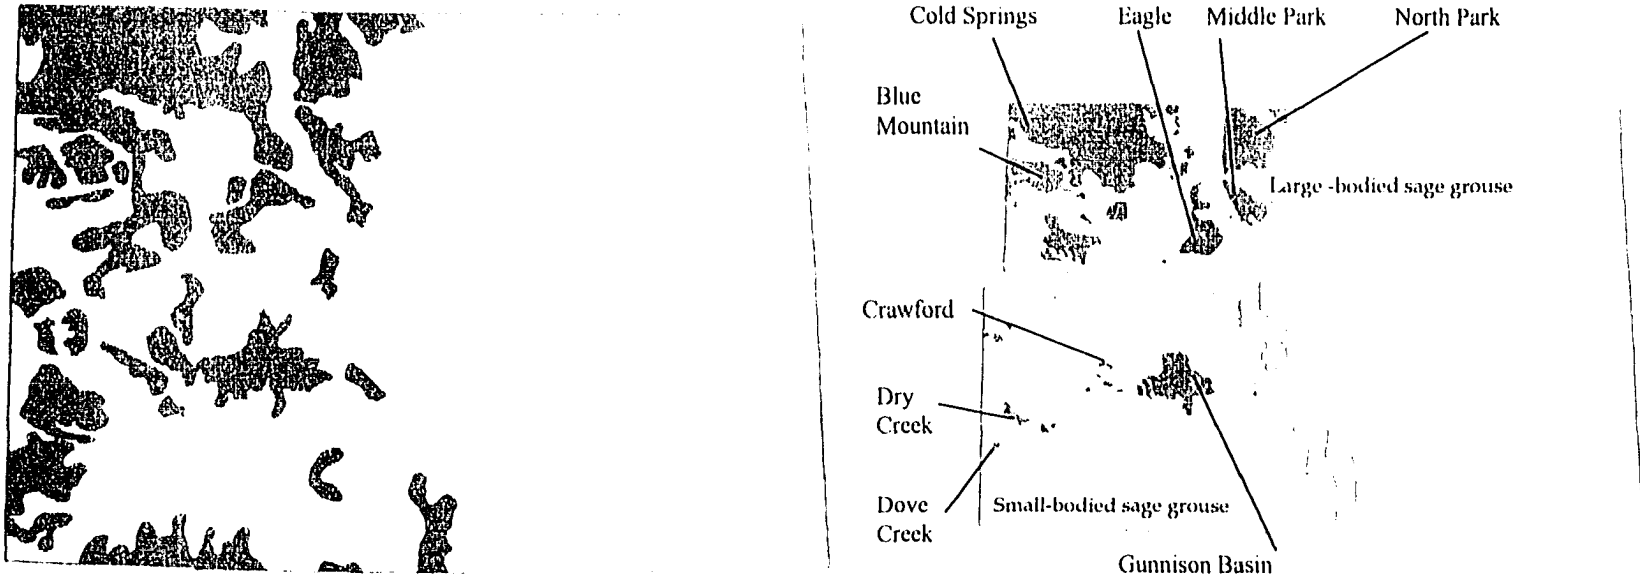 Cold Springs
Eagle
Middle Park
North Park
Blue
Mountain
Large -bodied sage grouse
Crawford
Dry
Creek
Dove
Creek
Small-bodied sage grouse
Gunnison Basin